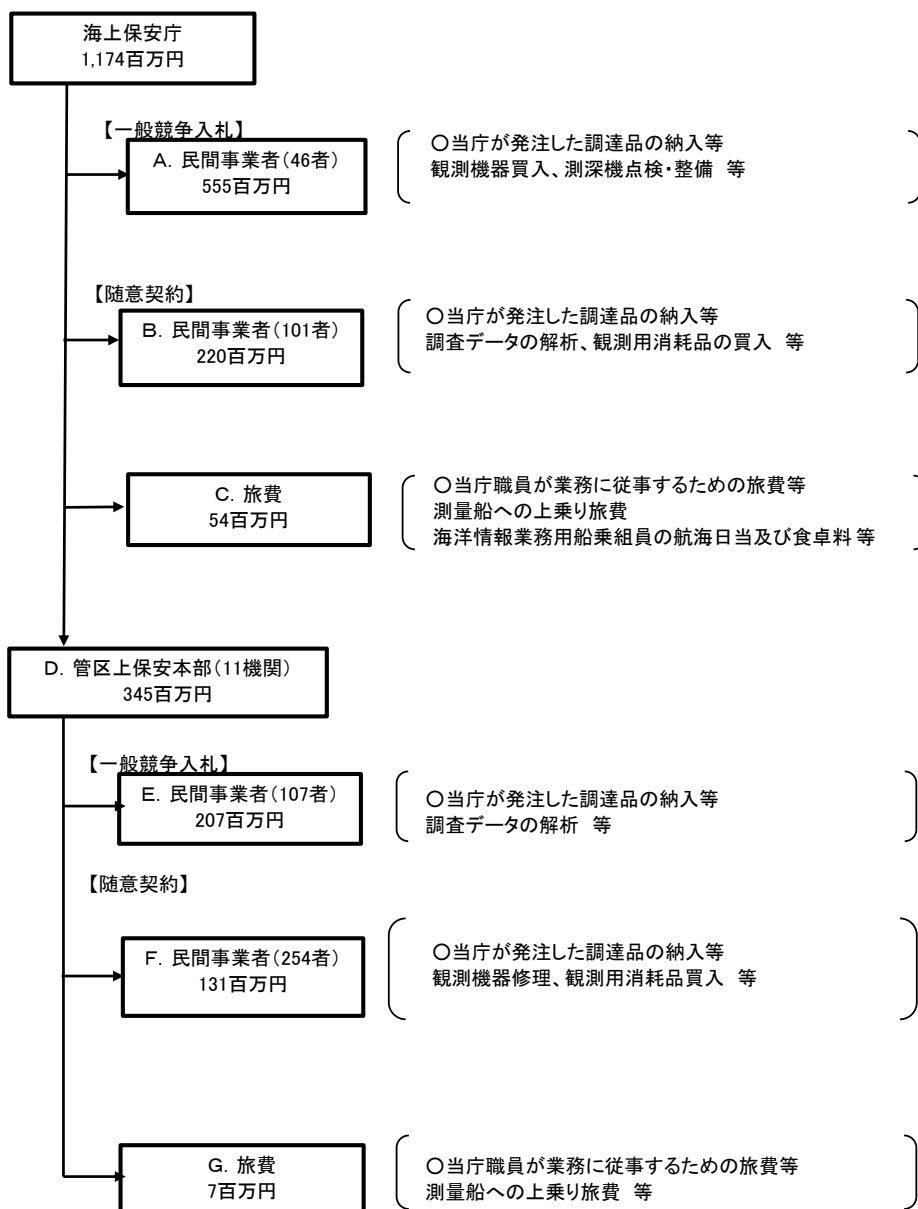 海上保安庁
1,174百万円
【一般競争入札】
A．民間事業者(46者)
555百万円
○当庁が発注した調達品の納入等
観測機器買入、測深機点検・整備　等
【随意契約】
B．民間事業者(101者)
220百万円
○当庁が発注した調達品の納入等
調査データの解析、観測用消耗品の買入　等
C．旅費
54百万円
○当庁職員が業務に従事するための旅費等
測量船への上乗り旅費
海洋情報業務用船乗組員の航海日当及び食卓料 等
D．管区上保安本部(11機関)
345百万円
【一般競争入札】
E．民間事業者(107者)
207百万円
○当庁が発注した調達品の納入等
調査データの解析　等
【随意契約】
F．民間事業者(254者)
131百万円
○当庁が発注した調達品の納入等
観測機器修理、観測用消耗品買入　等
G．旅費
7百万円
○当庁職員が業務に従事するための旅費等
測量船への上乗り旅費　等